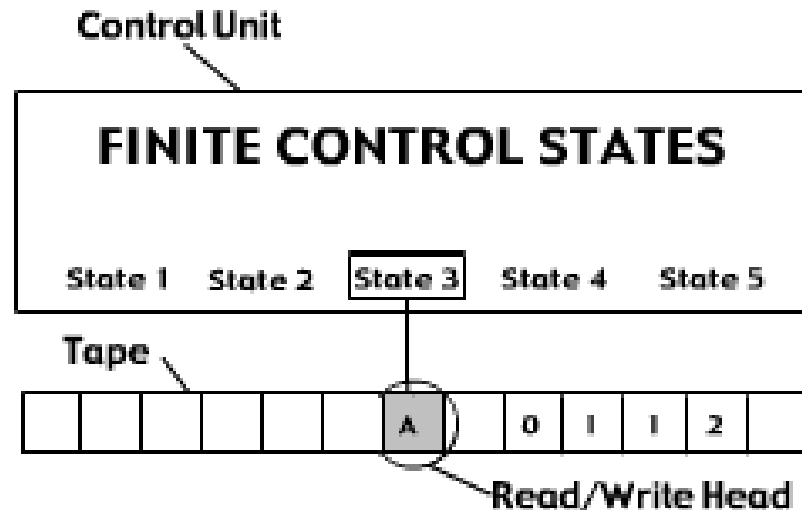 Control Unit
FINITE CONTROL STATES
State 1 State 2 State 3 State 4 State 5
Tape
A 0 1 1 2
Read/Write Head